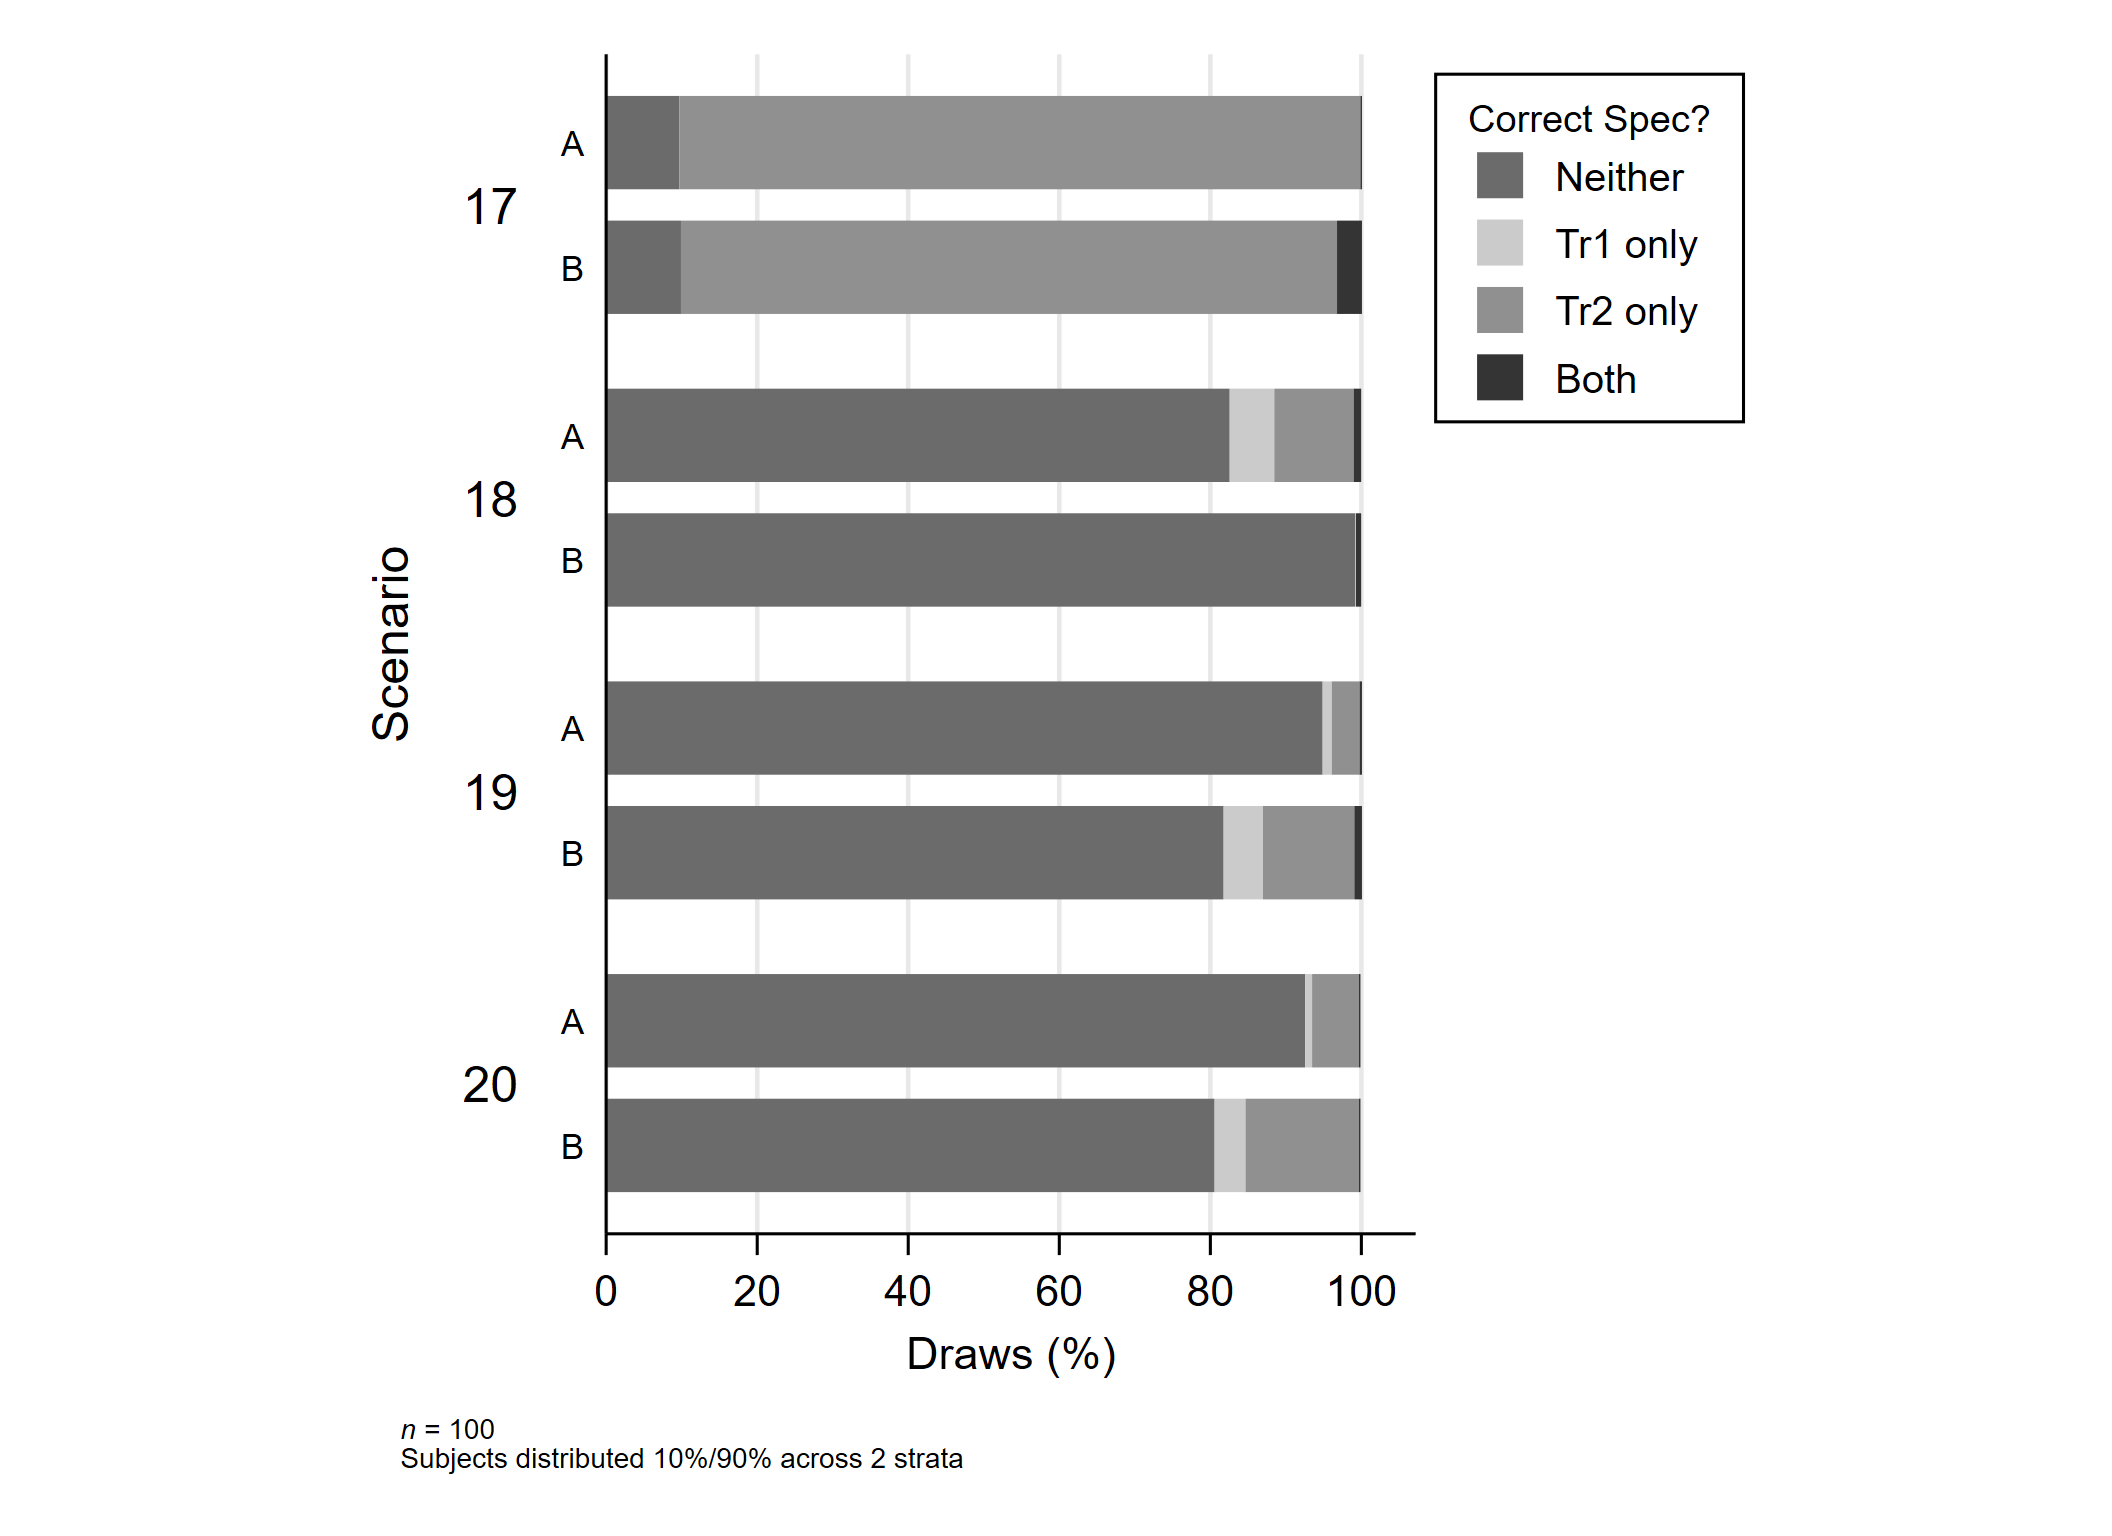 Correct Spec?
Neither
Tr1 only
Tr2 only
Both
Scenario
17
A
B
18
A
B
19
A
B
20
A
B
0 20 40 60 80 100
Draws (%)
n = 100
Subjects distributed 10%/90% across 2 strata